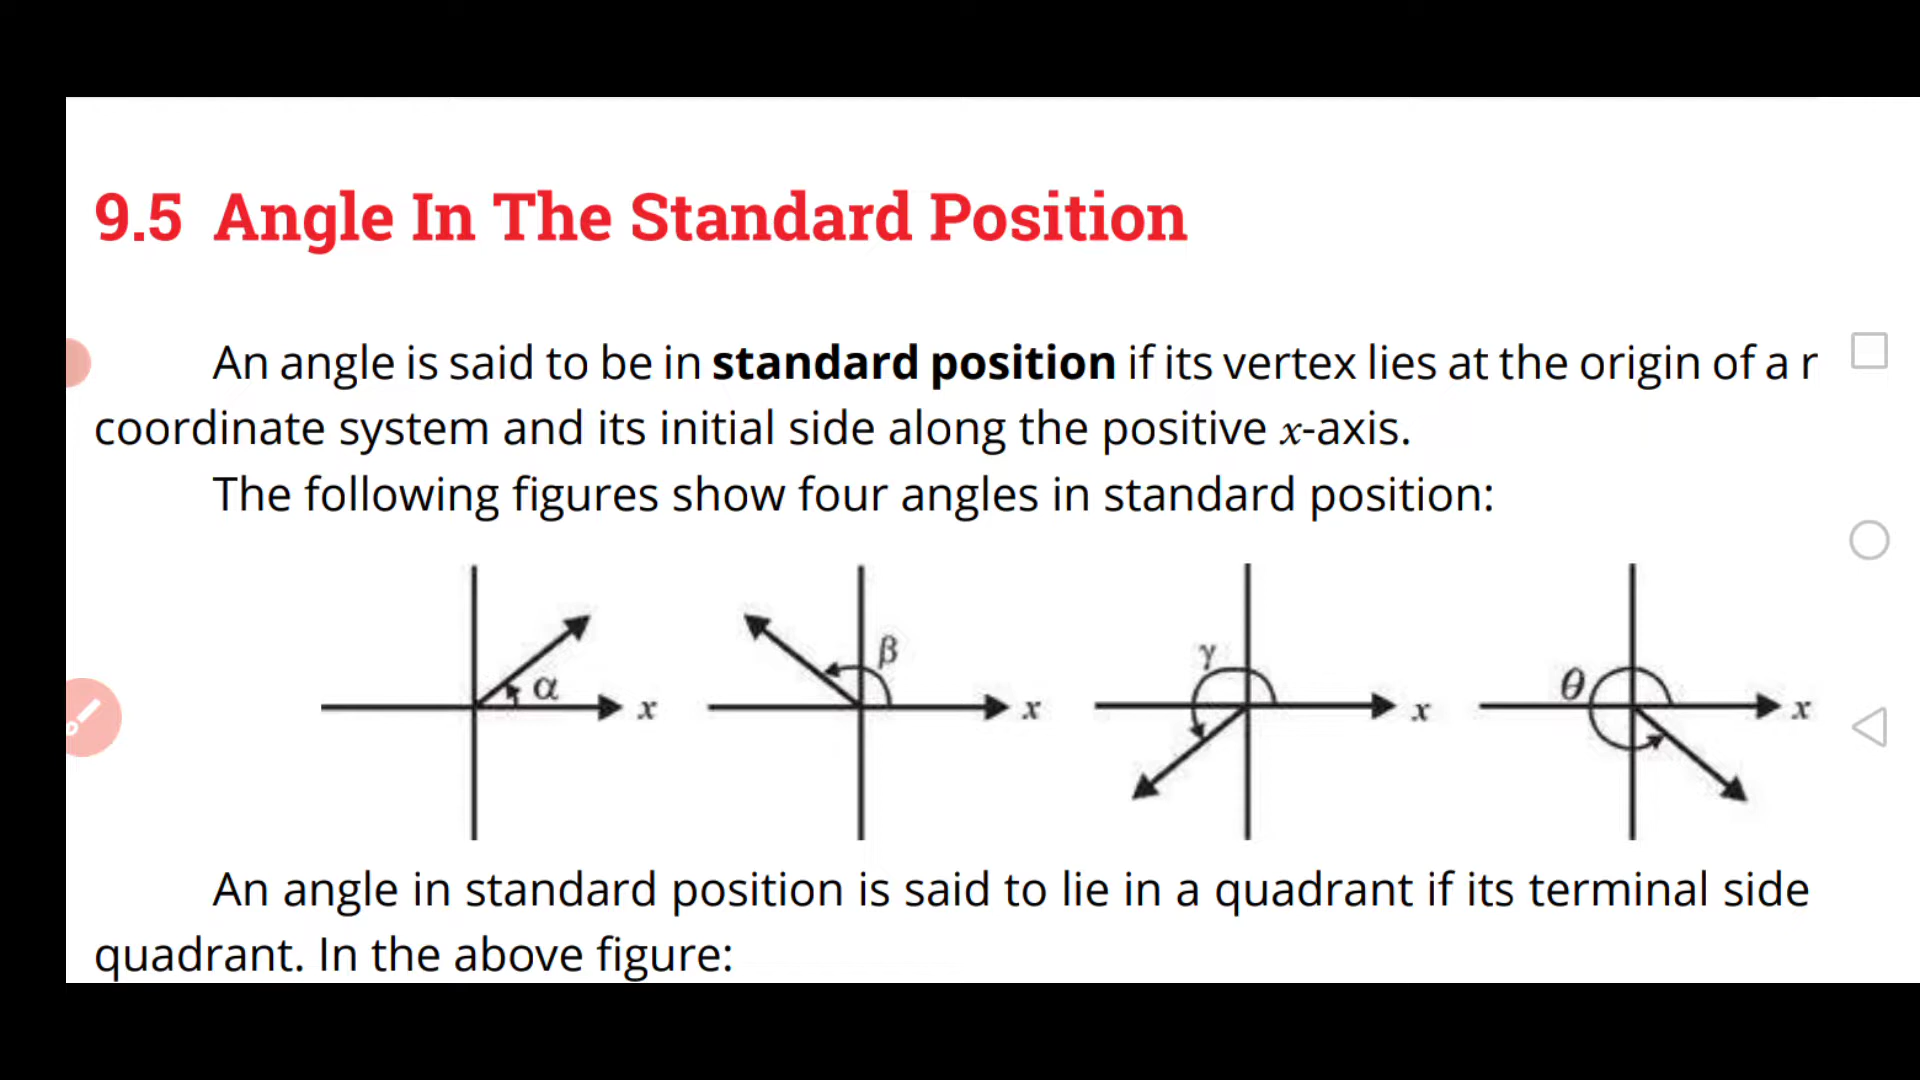 9.5 Angle In The Standard Position
An angle is said to be in standard position if its vertex lies at the origin of a r
coordinate system and its initial side along the positive x-axis.
The following figures show four angles in standard position:
α x β x γ x θ x
An angle in standard position is said to lie in a quadrant if its terminal side
quadrant. In the above figure: